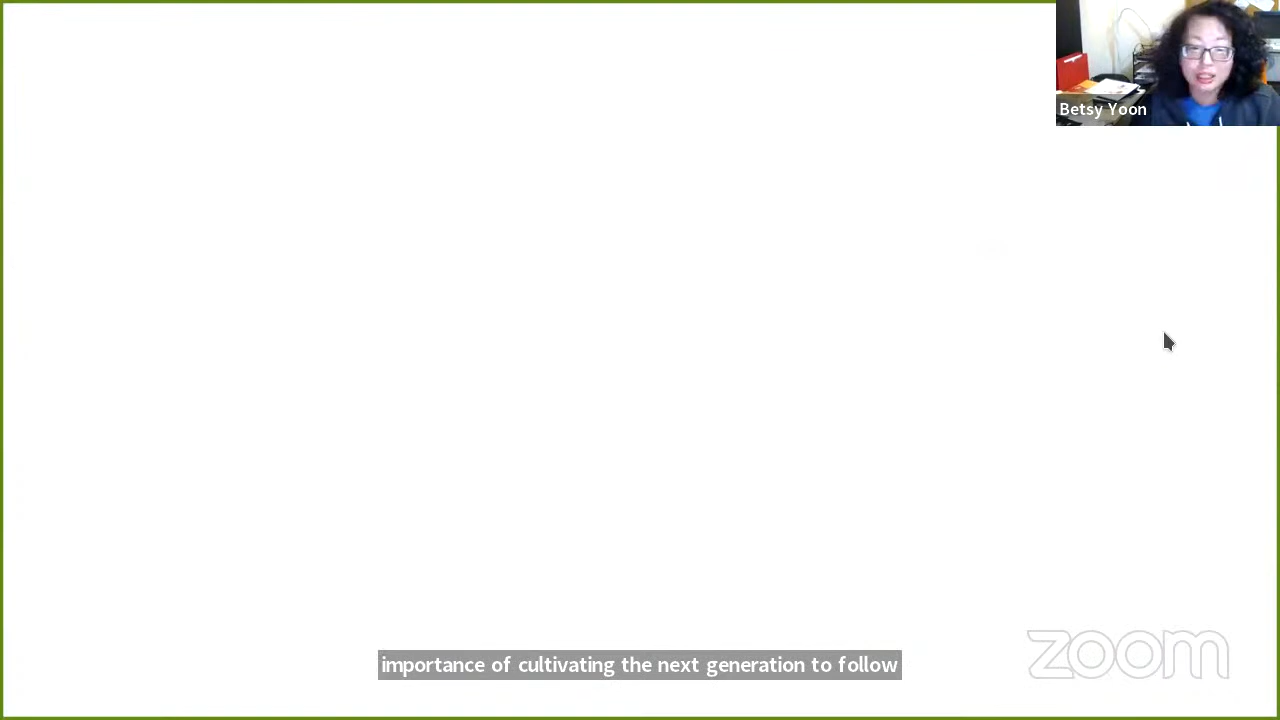 Betsy Yoon
importance of cultivating the next generation to follow
zoom